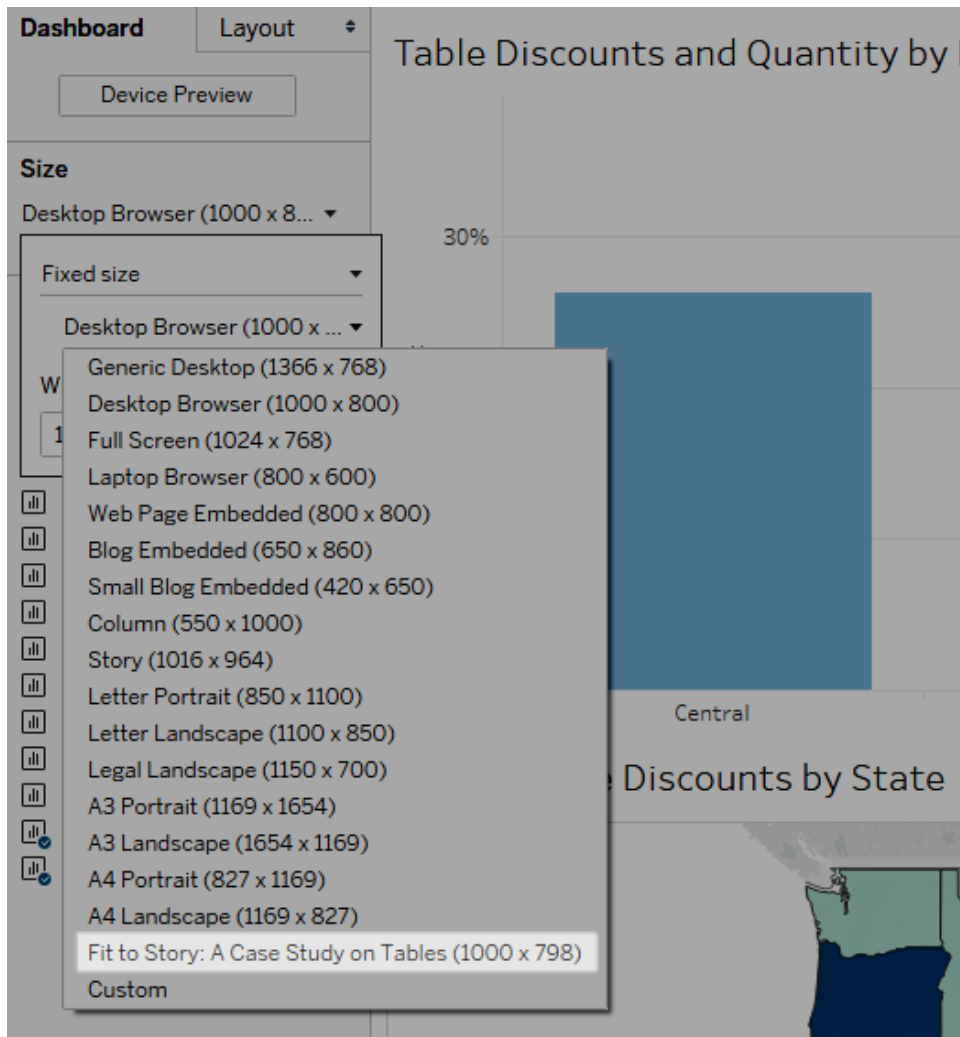 Dashboard
Layout
Table Discounts and Quantity by
Device Preview
Size
Desktop Browser (1000 x 8...
30%
Fixed size
Desktop Browser (1000 x ...
Generic Desktop (1366 x 768)
Desktop Browser (1000 x 800)
Full Screen (1024 x 768)
Laptop Browser (800 x 600)
Web Page Embedded (800 x 800)
Blog Embedded (650 x 860)
Small Blog Embedded (420 x 650)
Column (550 x 1000)
Story (1016 x 964)
Letter Portrait (850 x 1100)
Letter Landscape (1100 x 850)
Legal Landscape (1150 x 700)
A3 Portrait (1169 x 1654)
A3 Landscape (1654 x 1169)
A4 Portrait (827 x 1169)
A4 Landscape (1169 x 827)
Fit to Story: A Case Study on Tables (1000 x 798)
Custom
Central
Discounts by State